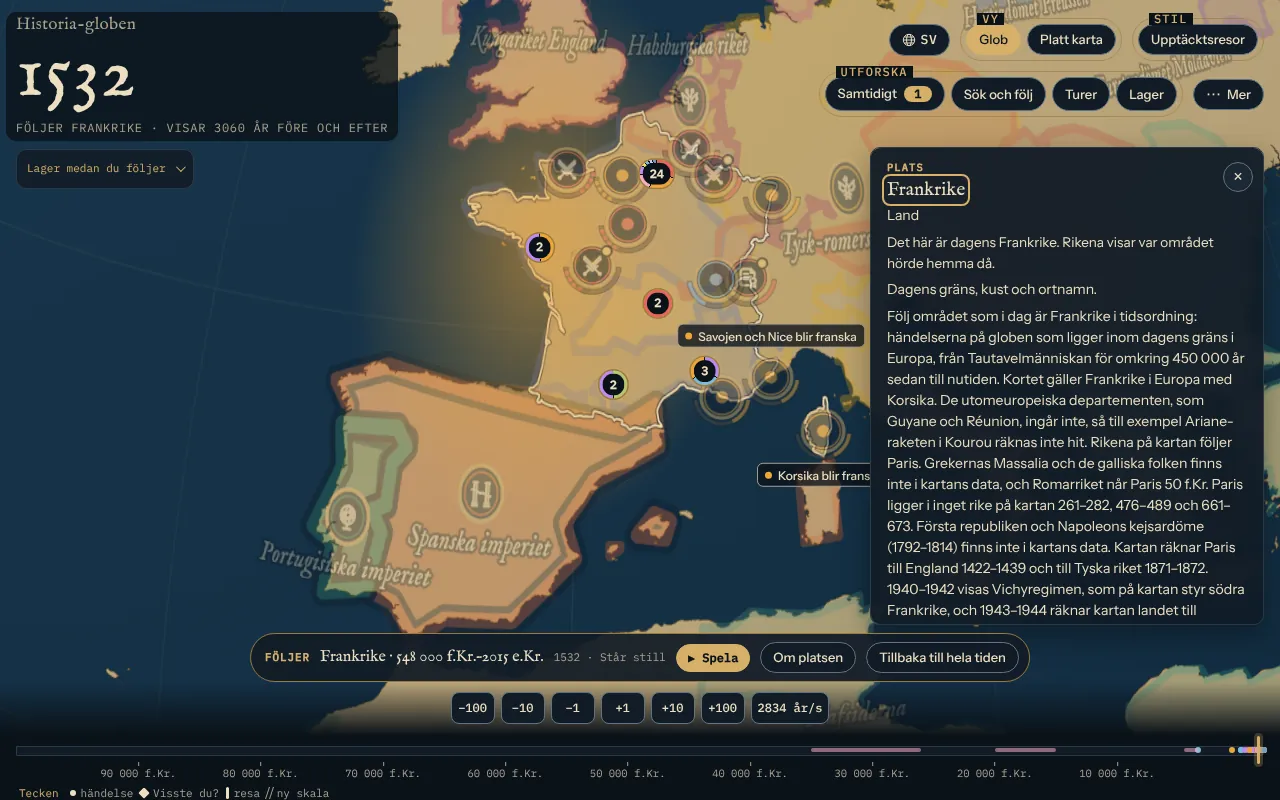 Historia-globen
1532
FÖLJER FRANKRIKE · VISAR 3060 ÅR FÖRE OCH EFTER
Lager medan du följer
SV
VY
Glob
Platt karta
STIL
Upptäcktsresor
UTFORSKA
Samtidigt 1
Sök och följ
Turer
Lager
··· Mer
Kungariket England
Habsburgska riket
Tysk-romers
24
2
2
3
2
Savojen och Nice blir franska
Korsika blir frans
Spanska imperiet
Portugisiska imperiet
PLATS
Frankrike
×
Land
Det här är dagens Frankrike. Rikena visar var området
hörde hemma då.
Dagens gräns, kust och ortnamn.
Följ området som i dag är Frankrike i tidsordning:
händelserna på globen som ligger inom dagens gräns i
Europa, från Tautavelmänniskan för omkring 450 000 år
sedan till nutiden. Kortet gäller Frankrike i Europa med
Korsika. De utomeuropeiska departementen, som
Guyane och Réunion, ingår inte, så till exempel Ariane-
raketen i Kourou räknas inte hit. Rikena på kartan följer
Paris. Grekernas Massalia och de galliska folken finns
inte i kartans data, och Romarriket når Paris 50 f.Kr. Paris
ligger i inget rike på kartan 261–282, 476–489 och 661–
673. Första republiken och Napoleons kejsardöme
(1792–1814) finns inte i kartans data. Kartan räknar Paris
till England 1422–1439 och till Tyska riket 1871–1872.
1940–1942 visas Vichyregimen, som på kartan styr södra
Frankrike, och 1943–1944 räknar kartan landet till
FÖLJER Frankrike · 548 000 f.Kr.–2015 e.Kr. 1532 · Står still
▶ Spela
Om platsen
Tillbaka till hela tiden
−100
−10
−1
+1
+10
+100
2834 år/s
90 000 f.Kr.
80 000 f.Kr.
70 000 f.Kr.
60 000 f.Kr.
50 000 f.Kr.
40 000 f.Kr.
30 000 f.Kr.
20 000 f.Kr.
10 000 f.Kr.
Tecken händelse Visste du? resa // ny skala